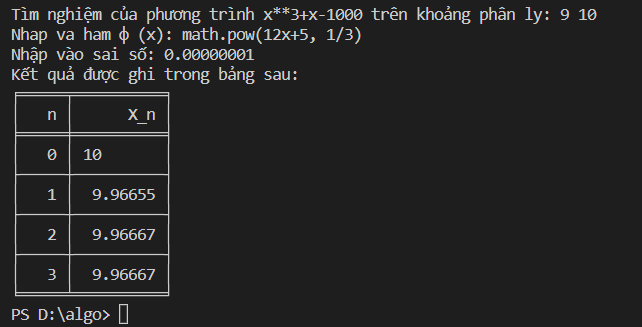 Tìm nghiệm của phương trình x**3+x-1000 trên khoảng phân ly: 9 10
Nhap va ham ϕ (x): math.pow(12x+5, 1/3)
Nhập vào sai số: 0.00000001
Kết quả được ghi trong bảng sau:
n X_n
0 10
1 9.96655
2 9.96667
3 9.96667
PS D:\algo>